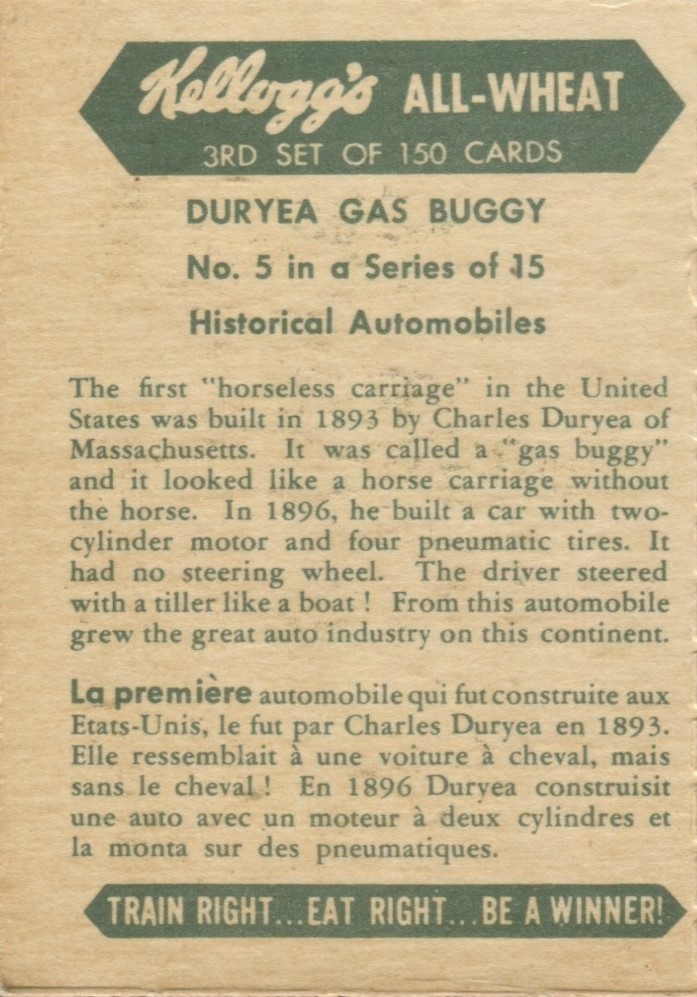 Kellogg's ALL-WHEAT
3RD SET OF 150 CARDS
DURYEA GAS BUGGY
No. 5 in a Series of 15
Historical Automobiles
The first "horseless carriage" in the United
States was built in 1893 by Charles Duryea of
Massachusetts. It was called a "gas buggy"
and it looked like a horse carriage without
the horse. In 1896, he built a car with two-
cylinder motor and four pneumatic tires. It
had no steering wheel. The driver steered
with a tiller like a boat ! From this automobile
grew the great auto industry on this continent.
La première automobile qui fut construite aux
Etats-Unis, le fut par Charles Duryea en 1893.
Elle ressemblait à une voiture à cheval, mais
sans le cheval ! En 1896 Duryea construisit
une auto avec un moteur à deux cylindres et
la monta sur des pneumatiques.
TRAIN RIGHT...EAT RIGHT...BE A WINNER!